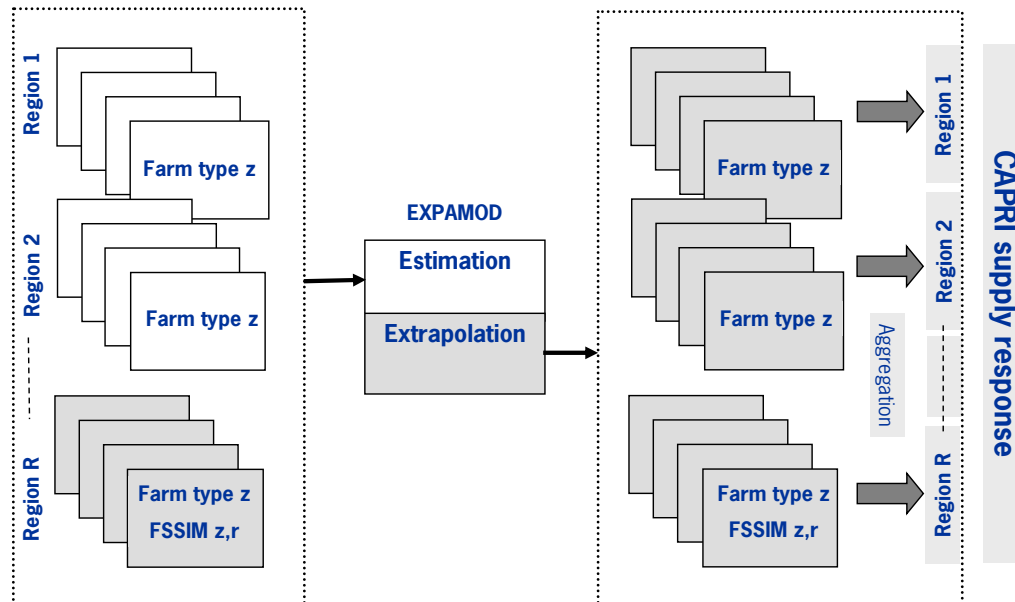 Region 1
Farm type z
Region 2
Farm type z
Region R
Farm type z
FSSIM z,r
EXPAMOD
Estimation
Extrapolation
Farm type z
Farm type z
Farm type z
FSSIM z,r
Aggregation
Region 1
Region 2
Region R
CAPRI supply response